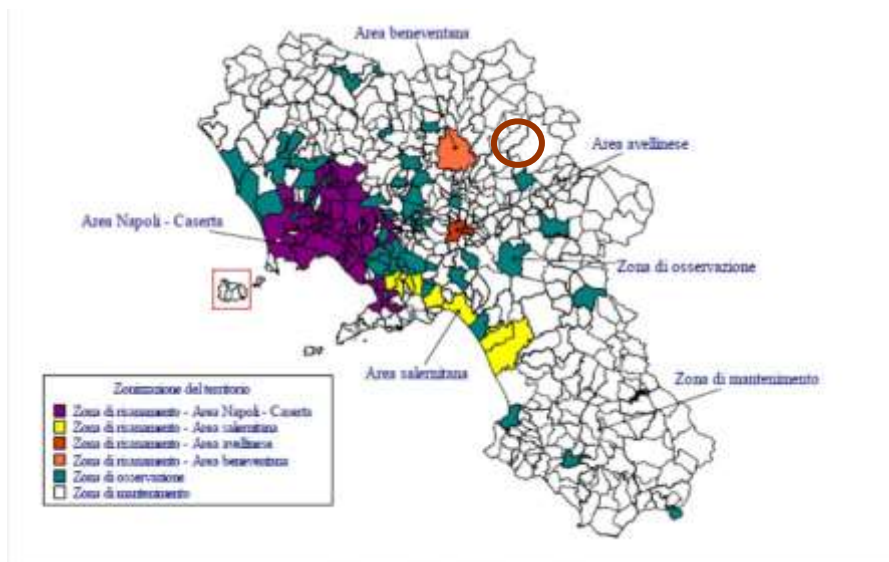 Area beneventana
Area avellinese
Area Napoli - Caserta
Zona di osservazione
Area salernitana
Zona di mantenimento
Zonizzazione del territorio
Zona di risanamento - Area Napoli - Caserta
Zona di risanamento - Area salernitana
Zona di risanamento - Area avellinese
Zona di risanamento - Area beneventana
Zona di osservazione
Zona di mantenimento